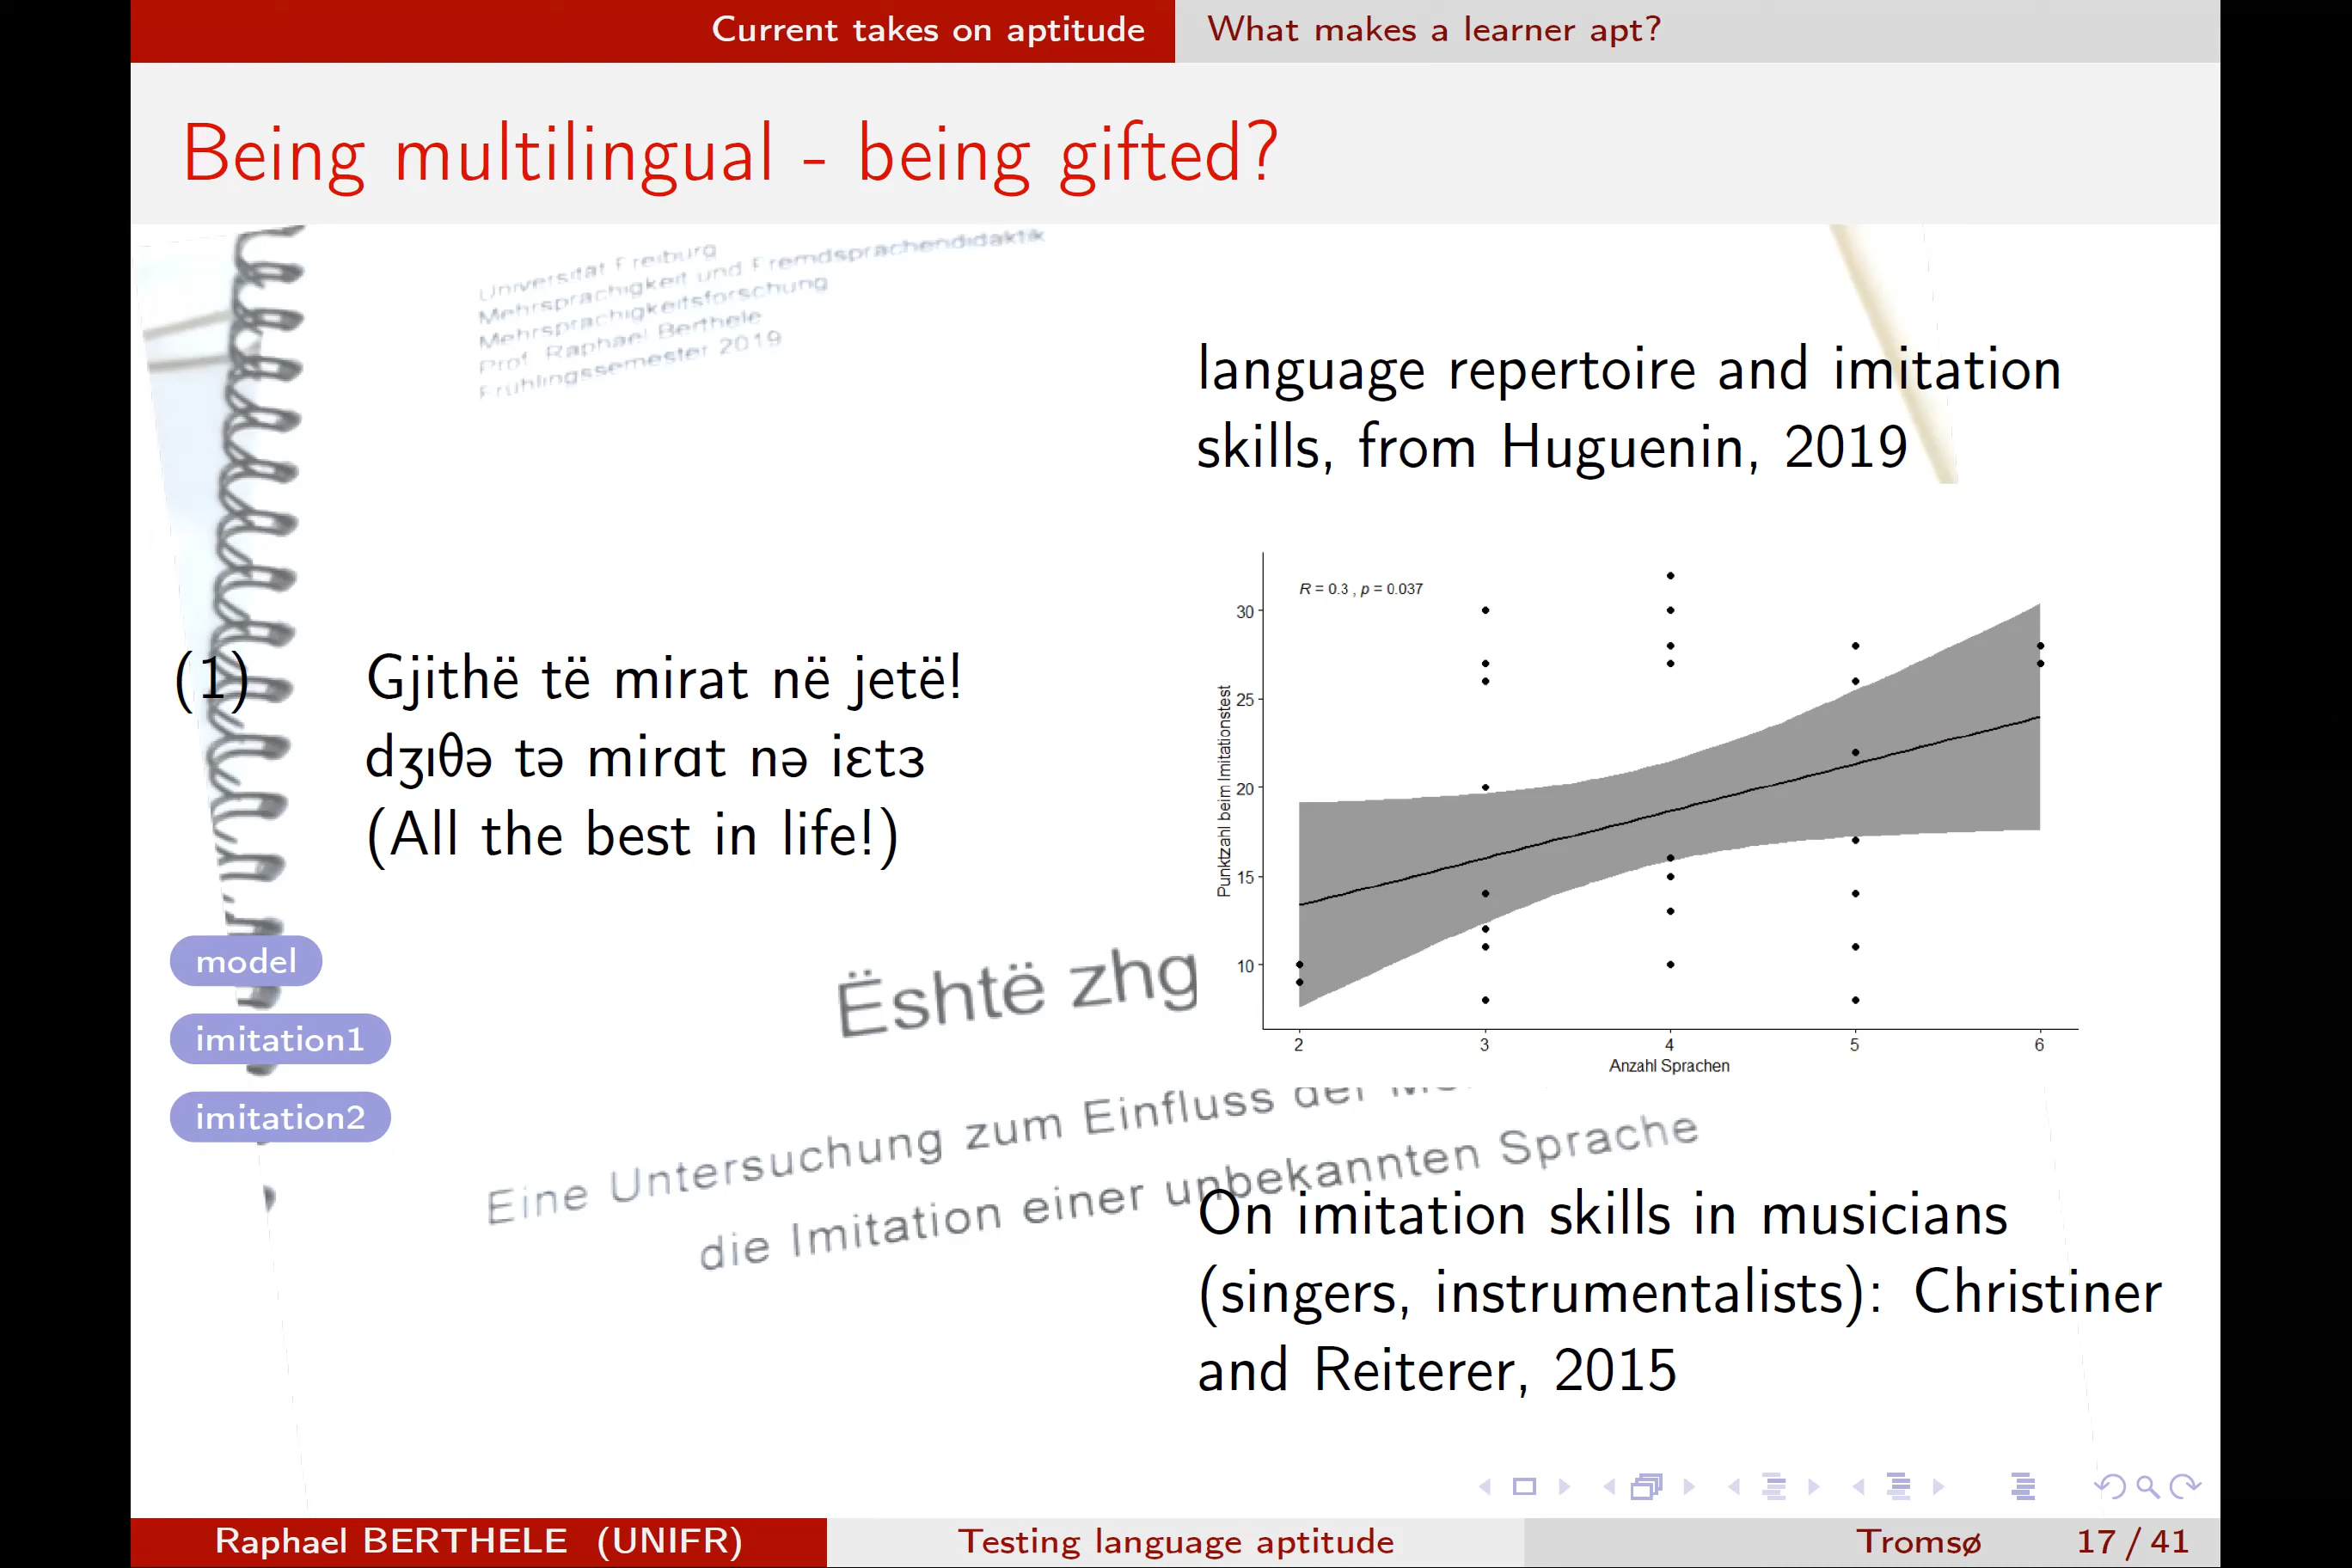 Current takes on aptitude
What makes a learner apt?
Being multilingual - being gifted?
Universität Freiburg
Mehrsprachigkeit und Fremdsprachendidaktik
Mehrsprachigkeitsforschung
Prof. Raphael Berthele
Frühlingssemester 2019
(1) Gjithë të mirat në jetë!
dʒɪθə tə mirɑt nə iɛtɜ
(All the best in life!)
model
imitation1
imitation2
Është
Eine Untersuchung zum Einfluss der
die Imitation einer unbekannten Sprache
language repertoire and imitation
skills, from Huguenin, 2019
R = 0.3 , p = 0.037
Punktzahl beim Imitationstest
30
25
20
15
10
2 3 4 5 6
Anzahl Sprachen
On imitation skills in musicians
(singers, instrumentalists): Christiner
and Reiterer, 2015
Raphael BERTHELE (UNIFR)
Testing language aptitude
Tromsø
17 / 41